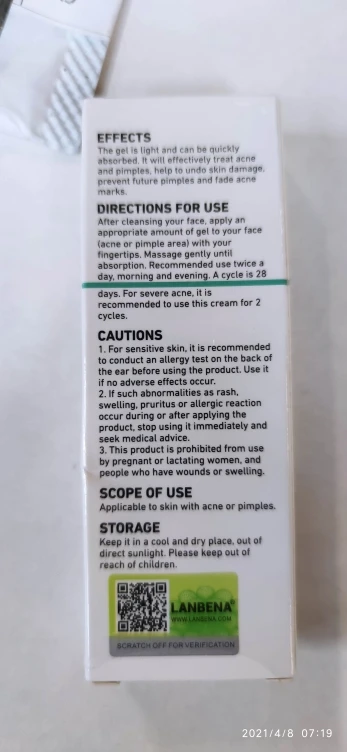 EFFECTS
The gel is light and can be quickly
absorbed. It will effectively treat acne
and pimples, help to undo skin damage,
prevent future pimples and fade acne
marks.
DIRECTIONS FOR USE
After cleansing your face, apply an
appropriate amount of gel to your face
(acne or pimple area) with your
fingertips. Massage gently until
absorption. Recommended use twice a
day, morning and evening. A cycle is 28
days. For severe acne, it is
recommended to use this cream for 2
cycles.
CAUTIONS
1. For sensitive skin, it is recommended
to conduct an allergy test on the back of
the ear before using the product. Use it
if no adverse effects occur.
2. If such abnormalities as rash,
swelling, pruritus or allergic reaction
occur during or after applying the
product, stop using it immediately and
seek medical advice.
3. This product is prohibited from use
by pregnant or lactating women, and
people who have wounds or swelling.
SCOPE OF USE
Applicable to skin with acne or pimples.
STORAGE
Keep it in a cool and dry place, out of
direct sunlight. Please keep out of
reach of children.
LANBENA®
WWW.LANBENA.COM
SCRATCH OFF FOR VERIFICATION
2021/4/8 07:19